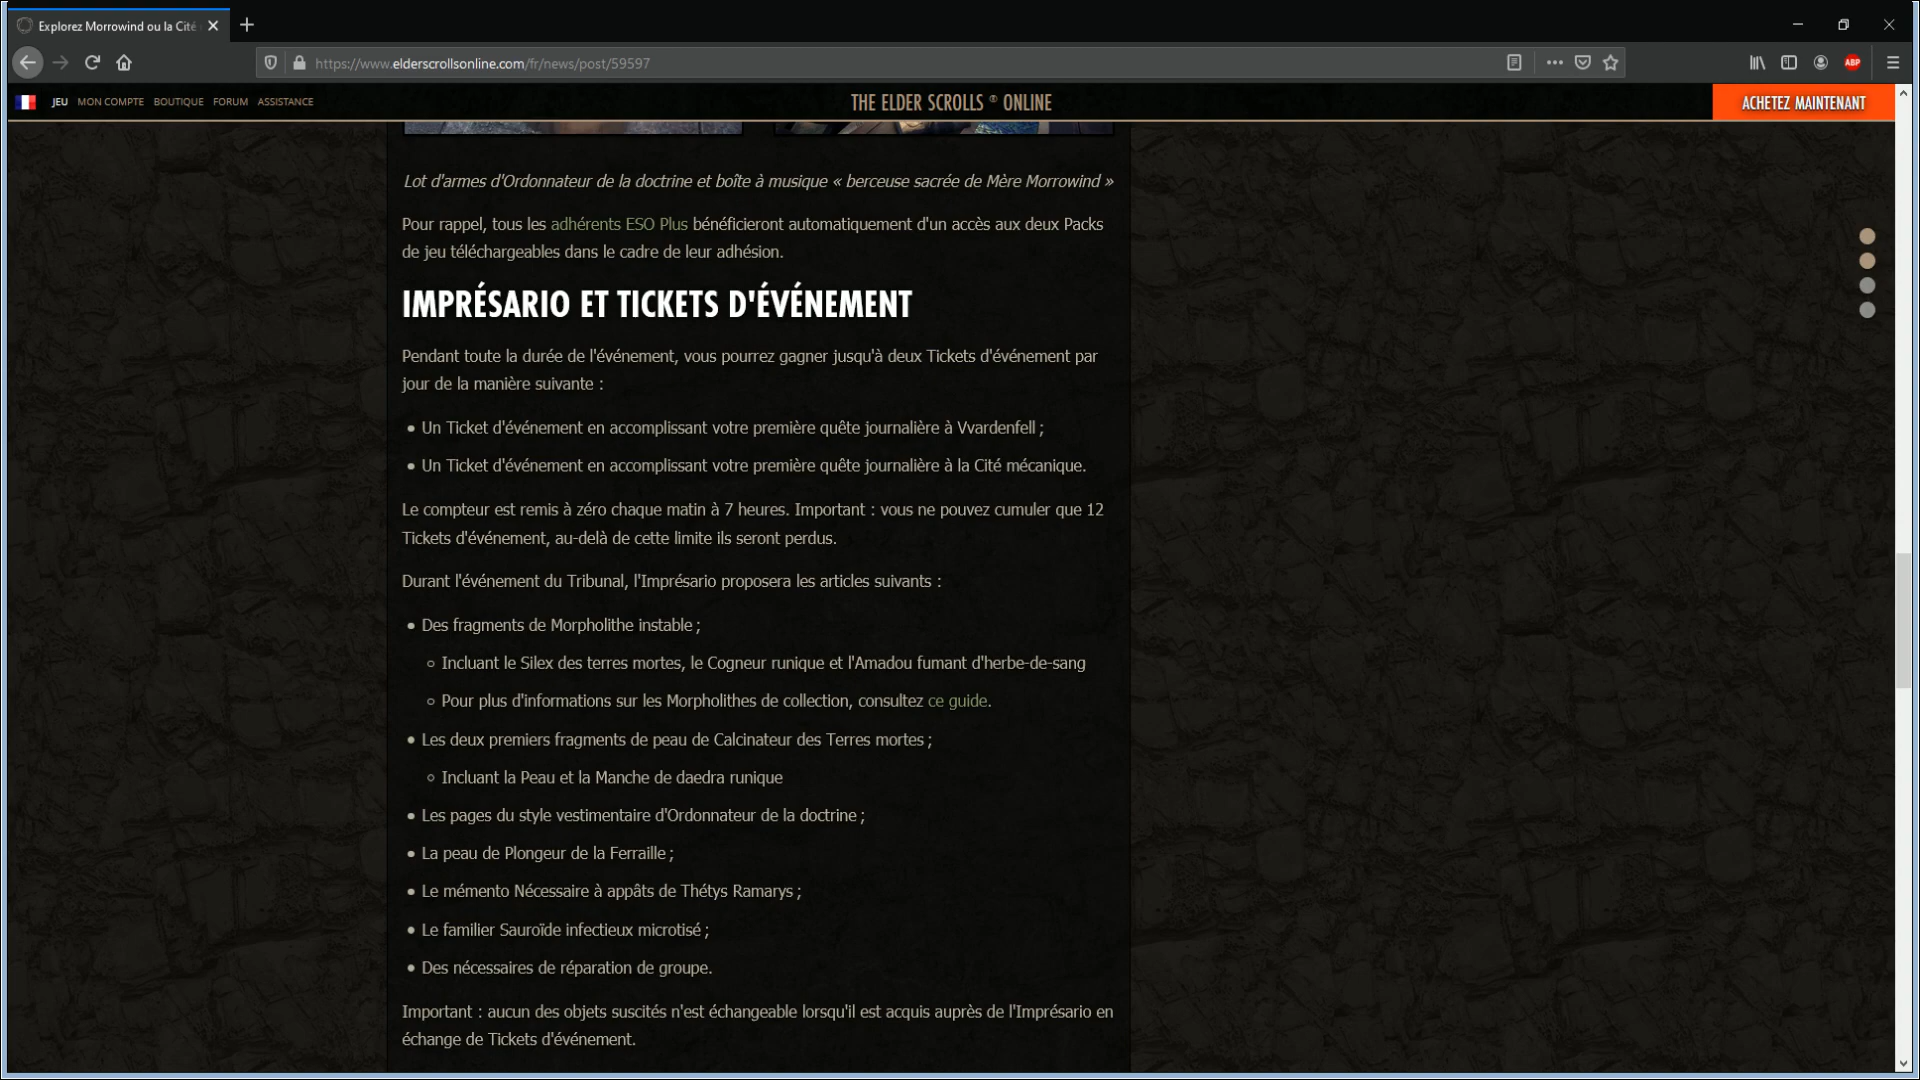 Explorez Morrowind ou la Cité
https://www.elderscrollsonline.com/fr/news/post/59597
ABP
JEU MON COMPTE BOUTIQUE FORUM ASSISTANCE
THE ELDER SCROLLS ® ONLINE
ACHETEZ MAINTENANT
Lot d'armes d'Ordonnateur de la doctrine et boîte à musique « berceuse sacrée de Mère Morrowind »
Pour rappel, tous les adhérents ESO Plus bénéficieront automatiquement d'un accès aux deux Packs
de jeu téléchargeables dans le cadre de leur adhésion.
IMPRÉSARIO ET TICKETS D'ÉVÉNEMENT
Pendant toute la durée de l'événement, vous pourrez gagner jusqu'à deux Tickets d'événement par
jour de la manière suivante :
• Un Ticket d'événement en accomplissant votre première quête journalière à Vvardenfell ;
• Un Ticket d'événement en accomplissant votre première quête journalière à la Cité mécanique.
Le compteur est remis à zéro chaque matin à 7 heures. Important : vous ne pouvez cumuler que 12
Tickets d'événement, au-delà de cette limite ils seront perdus.
Durant l'événement du Tribunal, l'Imprésario proposera les articles suivants :
• Des fragments de Morpholithe instable ;
○ Incluant le Silex des terres mortes, le Cogneur runique et l'Amadou fumant d'herbe-de-sang
○ Pour plus d'informations sur les Morpholithes de collection, consultez ce guide.
• Les deux premiers fragments de peau de Calcinateur des Terres mortes ;
○ Incluant la Peau et la Manche de daedra runique
• Les pages du style vestimentaire d'Ordonnateur de la doctrine ;
• La peau de Plongeur de la Ferraille ;
• Le mémento Nécessaire à appâts de Thétys Ramarys ;
• Le familier Sauroïde infectieux microtisé ;
• Des nécessaires de réparation de groupe.
Important : aucun des objets suscités n'est échangeable lorsqu'il est acquis auprès de l'Imprésario en
échange de Tickets d'événement.